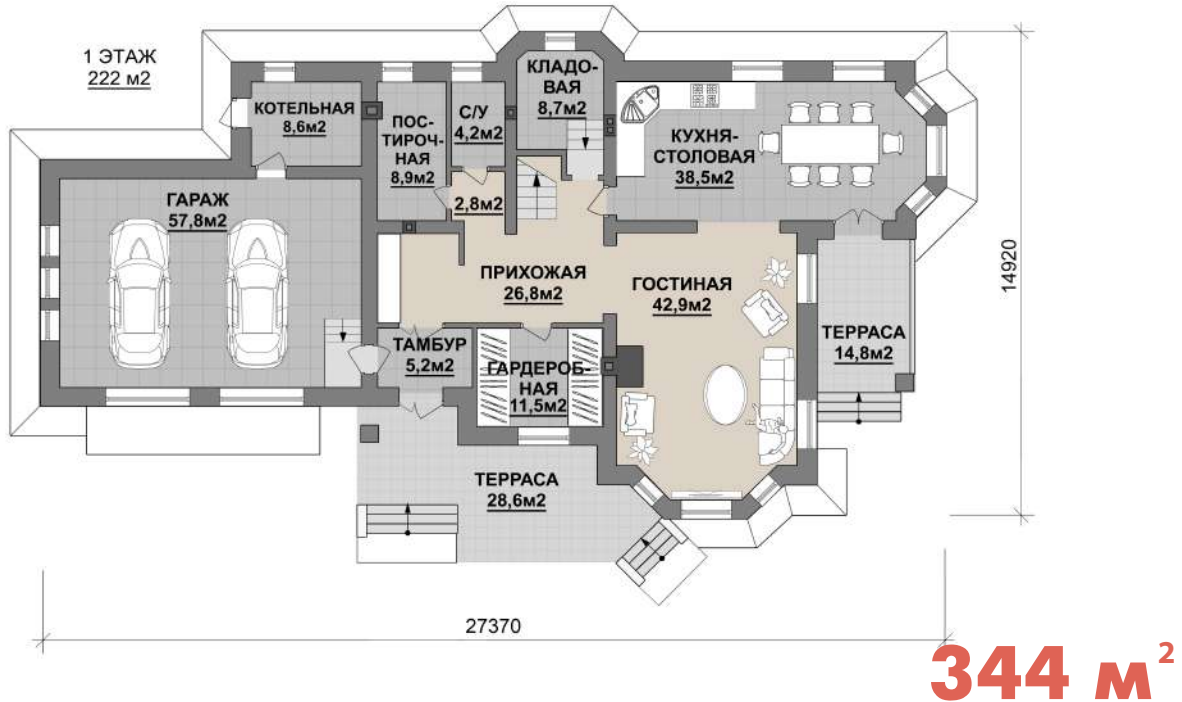 1 ЭТАЖ
222 м2
КОТЕЛЬНАЯ
8,6м2
ПОС-
ТИРОЧ-
НАЯ
8,9м2
С/У
4,2м2
КЛАДО-
ВАЯ
8,7м2
КУХНЯ-
СТОЛОВАЯ
38,5м2
ГАРАЖ
57,8м2
2,8м2
ПРИХОЖАЯ
26,8м2
ГОСТИНАЯ
42,9м2
ТЕРРАСА
14,8м2
14920
ТАМБУР
5,2м2
ГАРДЕРОБ-
НАЯ
11,5м2
ТЕРРАСА
28,6м2
27370
344 м²